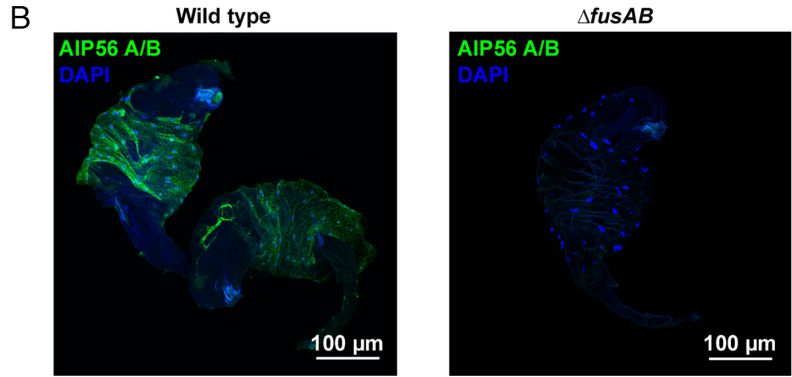 B
Wild type
AIP56 A/B
DAPI
100 µm
ΔfusAB
AIP56 A/B
DAPI
100 µm